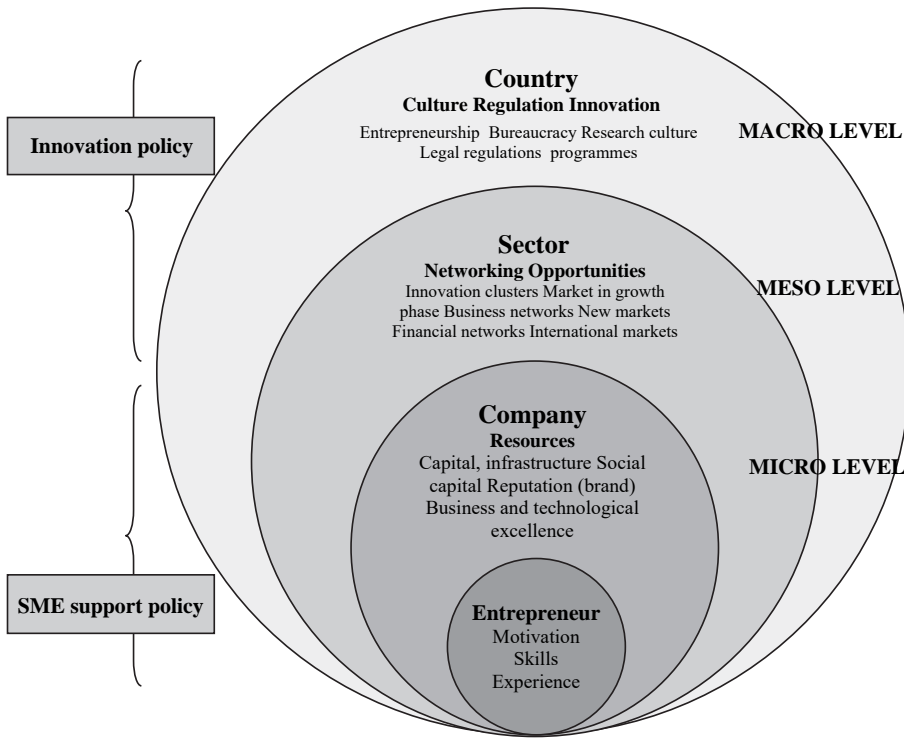 Country
Culture Regulation Innovation
Entrepreneurship Bureaucracy Research culture
Legal regulations programmes
MACRO LEVEL
Innovation policy
Sector
Networking Opportunities
Innovation clusters Market in growth
phase Business networks New markets
Financial networks International markets
MESO LEVEL
Company
Resources
Capital, infrastructure Social
capital Reputation (brand)
Business and technological
excellence
MICRO LEVEL
SME support policy
Entrepreneur
Motivation
Skills
Experience